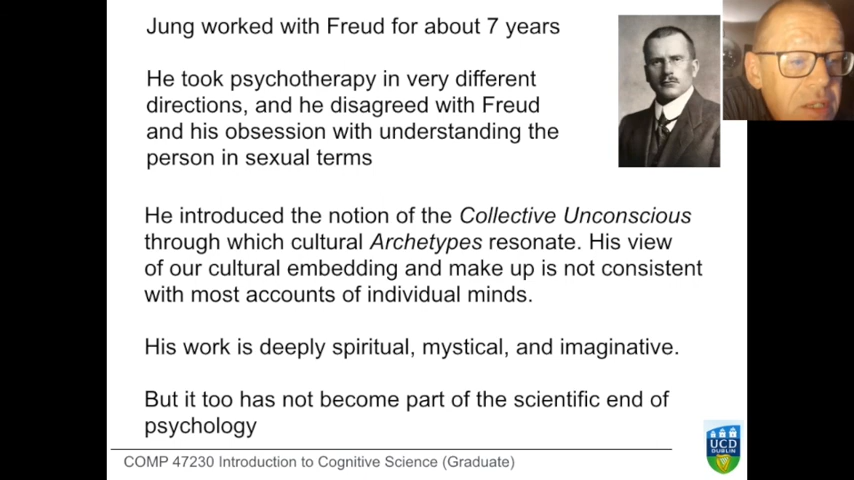 Jung worked with Freud for about 7 years
He took psychotherapy in very different
directions, and he disagreed with Freud
and his obsession with understanding the
person in sexual terms
He introduced the notion of the Collective Unconscious
through which cultural Archetypes resonate. His view
of our cultural embedding and make up is not consistent
with most accounts of individual minds.
His work is deeply spiritual, mystical, and imaginative.
But it too has not become part of the scientific end of
psychology
UCD
DUBLIN
COMP 47230 Introduction to Cognitive Science (Graduate)